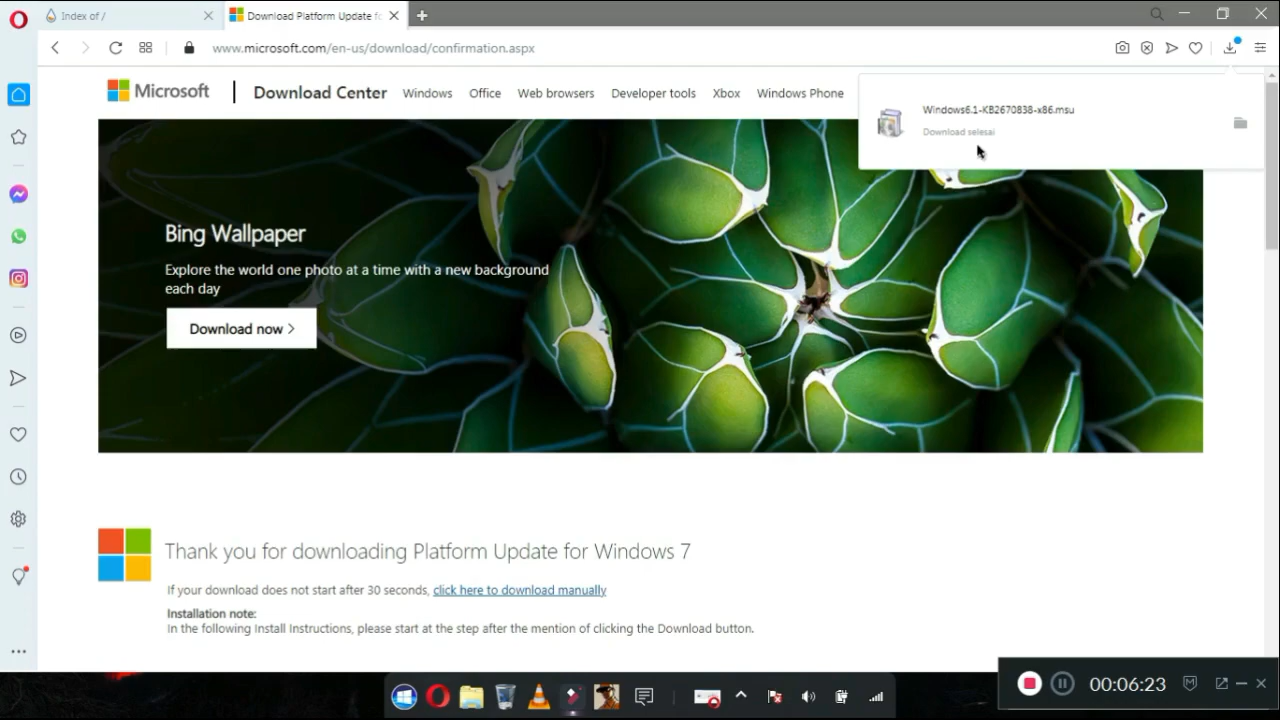 Index of /
Download Platform Update fo
www.microsoft.com/en-us/download/confirmation.aspx
Microsoft
Download Center
Windows
Office
Web browsers
Developer tools
Xbox
Windows Phone
Windows6.1-KB2670838-x86.msu
Download selesai
Bing Wallpaper
Explore the world one photo at a time with a new background
each day
Download now >
Thank you for downloading Platform Update for Windows 7
If your download does not start after 30 seconds, click here to download manually
Installation note:
In the following Install Instructions, please start at the step after the mention of clicking the Download button.
00:06:23